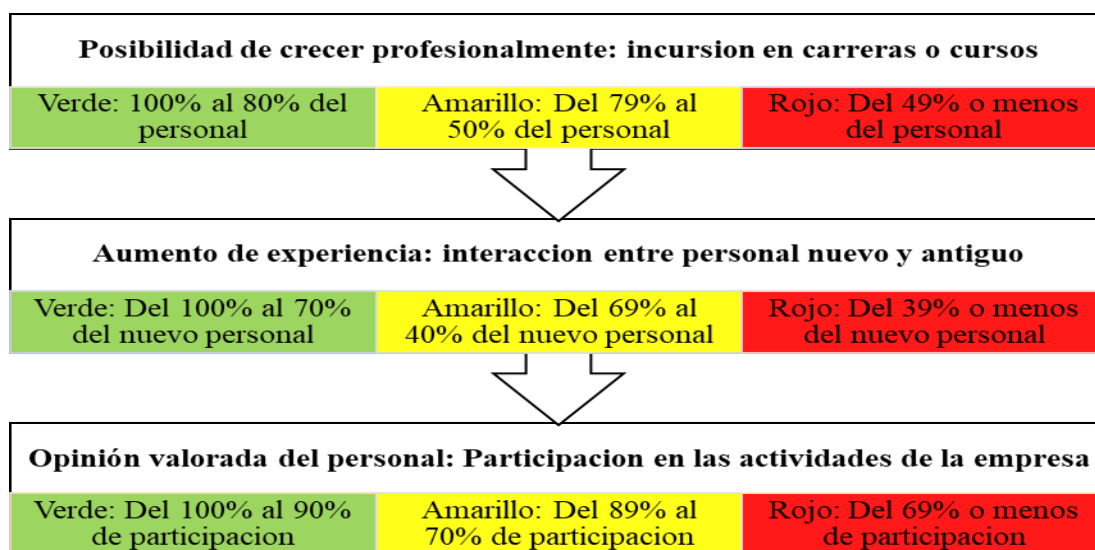 Posibilidad de crecer profesionalmente: incursion en carreras o cursos
Verde: 100% al 80% del
personal
Amarillo: Del 79% al
50% del personal
Rojo: Del 49% o menos
del personal
Aumento de experiencia: interaccion entre personal nuevo y antiguo
Verde: Del 100% al 70%
del nuevo personal
Amarillo: Del 69% al
40% del nuevo personal
Rojo: Del 39% o menos
del nuevo personal
Opinión valorada del personal: Participacion en las actividades de la empresa
Verde: Del 100% al 90%
de participacion
Amarillo: Del 89% al
70% de participacion
Rojo: Del 69% o menos
de participacion